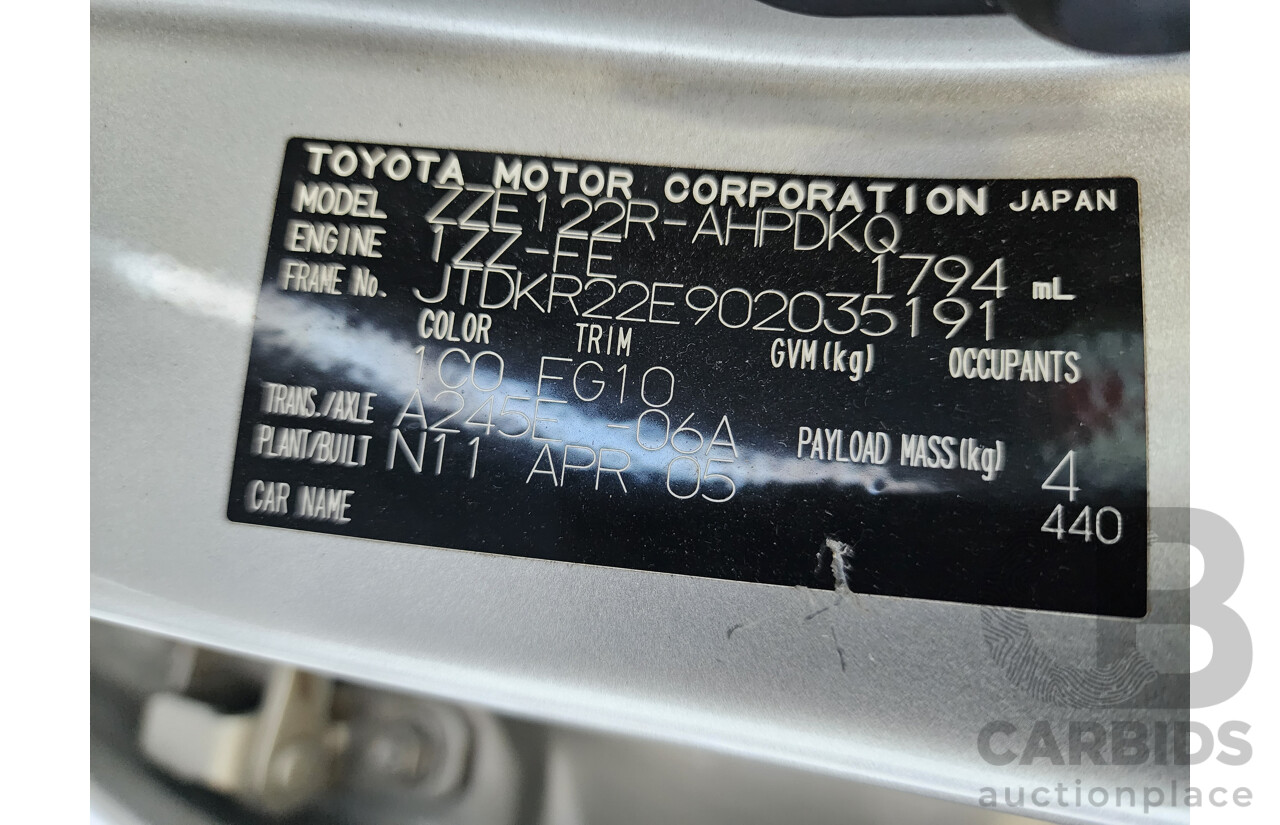 TOYOTA MOTOR CORPORATION JAPAN
MODEL ZZE122R-AHPDKQ
ENGINE 1ZZ-FE 1794 mL
FRAME No. JTDKR22E902035191
COLOR TRIM GVM(kg) OCCUPANTS
1C0 FG10
TRANS./AXLE A245E -06A PAYLOAD MASS(kg) 4
PLANT/BUILT N11 APR 05 440
CAR NAME
B
CARBIDS
auctionplace